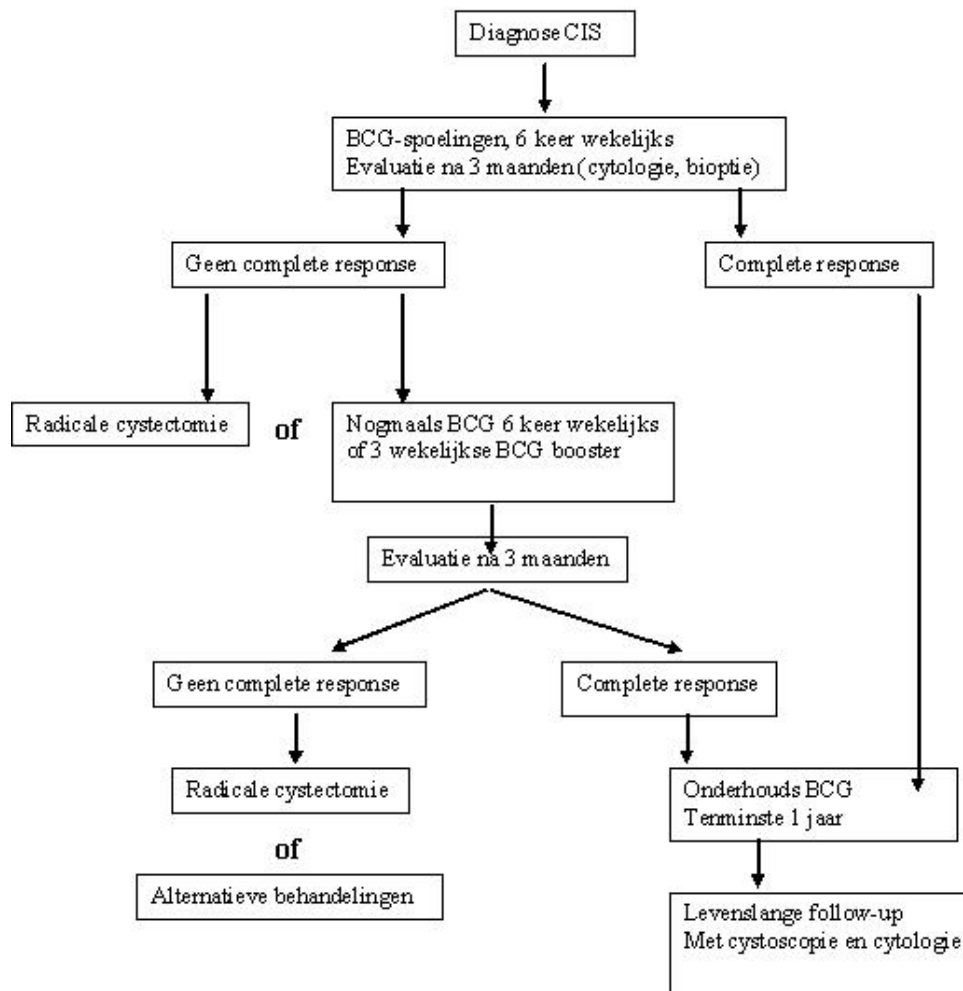 Diagnose CIS
BCG-spoelingen, 6 keer wekelijks
Evaluatie na 3 maanden (cytologie, bioptie)
Geen complete response
Complete response
Radicale cystectomie
of
Nogmaals BCG 6 keer wekelijks
of 3 wekelijkse BCG booster
Evaluatie na 3 maanden
Geen complete response
Complete response
Radicale cystectomie
of
Alternatieve behandelingen
Onderhouds BCG
Tenminste 1 jaar
Levenslange follow-up
Met cystoscopie en cytologie